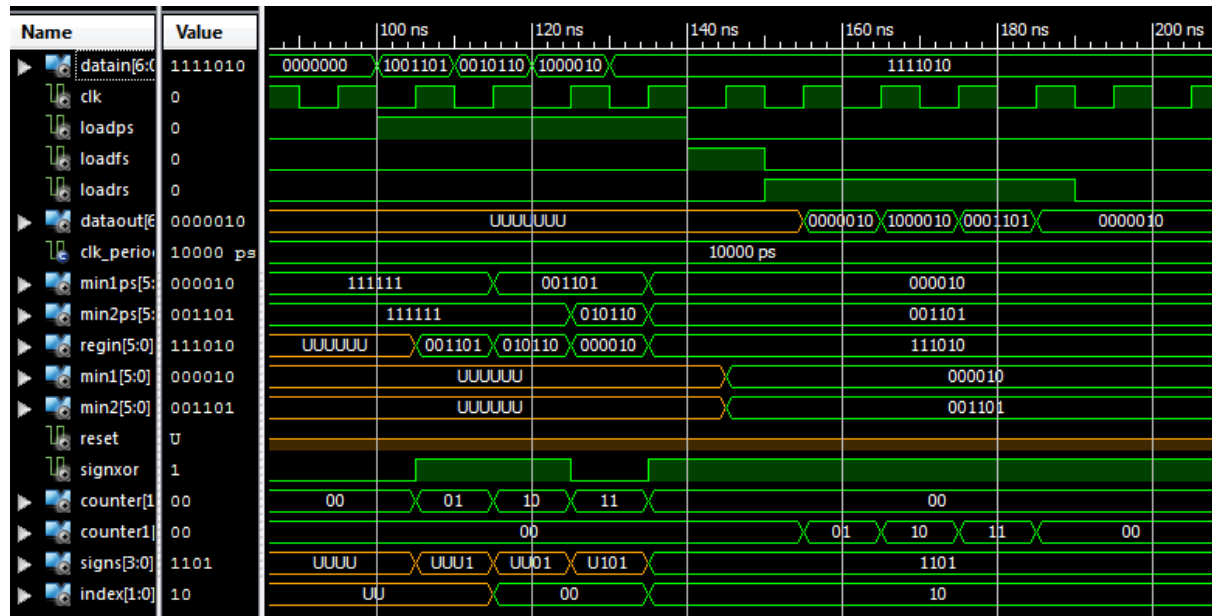 Name Value 100 ns 120 ns 140 ns 160 ns 180 ns 200 ns
datain[6:0 1111010 0000000 1001101 0010110 1000010 1111010
clk 0
loadps 0
loadfs 0
loadrs 0
dataout[6 0000010 UUUUUUU 0000010 1000010 0001101 0000010
clk_perio 10000 ps 10000 ps
min1ps[5: 000010 111111 001101 000010
min2ps[5: 001101 111111 010110 001101
regin[5:0] 111010 UUUUUU 001101 010110 000010 111010
min1[5:0] 000010 UUUUUU 000010
min2[5:0] 001101 UUUUUU 001101
reset U
signxor 1
counter[1 00 00 01 10 11 00
counter1[ 00 00 01 10 11 00
signs[3:0] 1101 UUUU UUU1 UU01 U101 1101
index[1:0] 10 UU 00 10